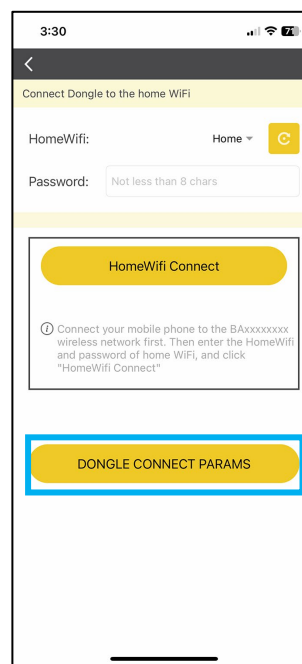 3:30
71
Connect Dongle to the home WiFi
HomeWifi:
Home
Password:
Not less than 8 chars
HomeWifi Connect
Connect your mobile phone to the BAxxxxxxxx
wireless network first. Then enter the HomeWifi
and password of home WiFi, and click
"HomeWifi Connect"
DONGLE CONNECT PARAMS